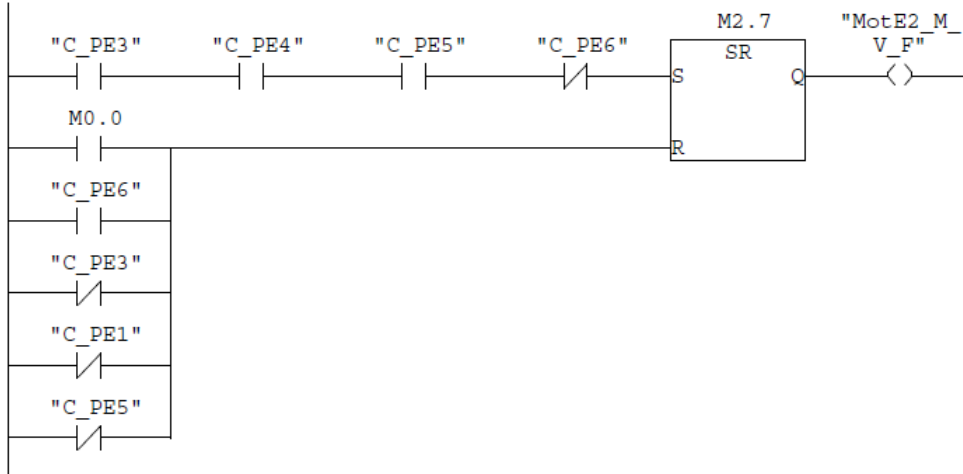 M2.7
"MotE2_M_
"C_PE3" "C_PE4" "C_PE5" "C_PE6" SR V_F"
S Q
M0.0
R
"C_PE6"
"C_PE3"
"C_PE1"
"C_PE5"